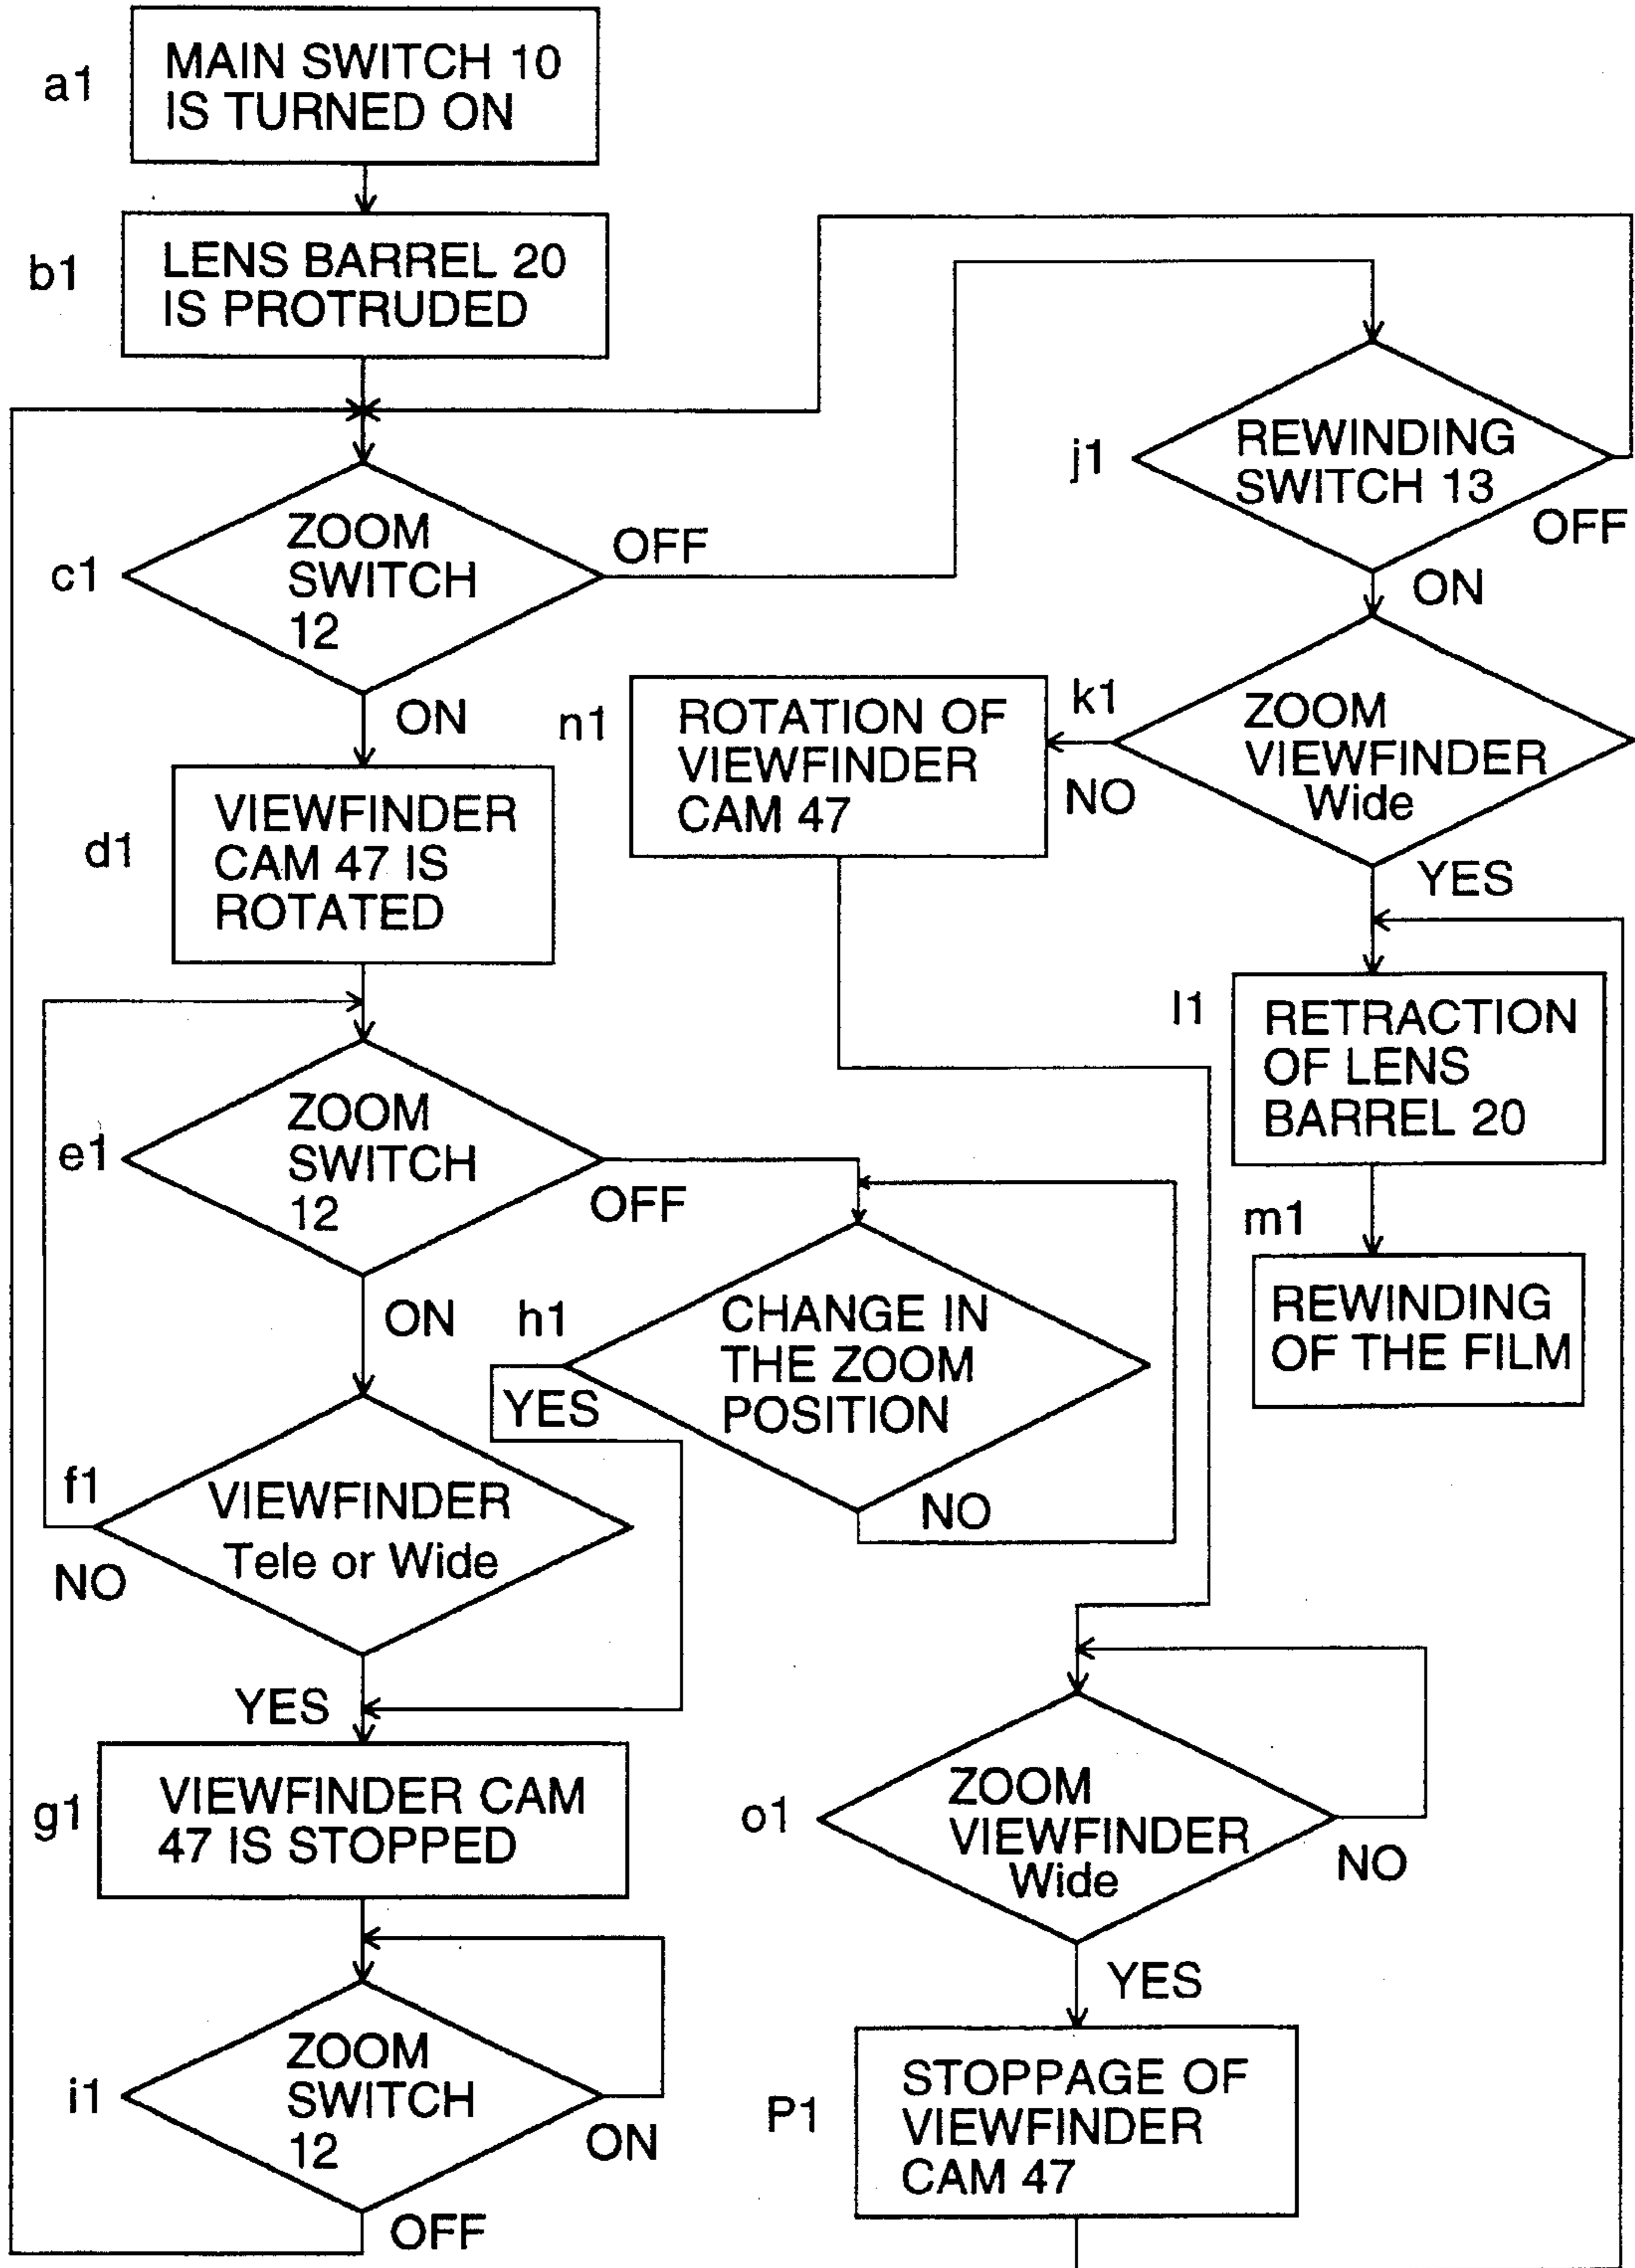 a1
MAIN SWITCH 10
IS TURNED ON
b1
LENS BARREL 20
IS PROTRUDED
c1
ZOOM
SWITCH
12
OFF
ON
d1
VIEWFINDER
CAM 47 IS
ROTATED
e1
ZOOM
SWITCH
12
OFF
ON
f1
VIEWFINDER
Tele or Wide
NO
YES
h1
CHANGE IN
THE ZOOM
POSITION
YES
NO
g1
VIEWFINDER CAM
47 IS STOPPED
i1
ZOOM
SWITCH
12
ON
OFF
j1
REWINDING
SWITCH 13
OFF
ON
k1
ZOOM
VIEWFINDER
Wide
NO
YES
n1
ROTATION OF
VIEWFINDER
CAM 47
l1
RETRACTION
OF LENS
BARREL 20
m1
REWINDING
OF THE FILM
o1
ZOOM
VIEWFINDER
Wide
NO
YES
P1
STOPPAGE OF
VIEWFINDER
CAM 47